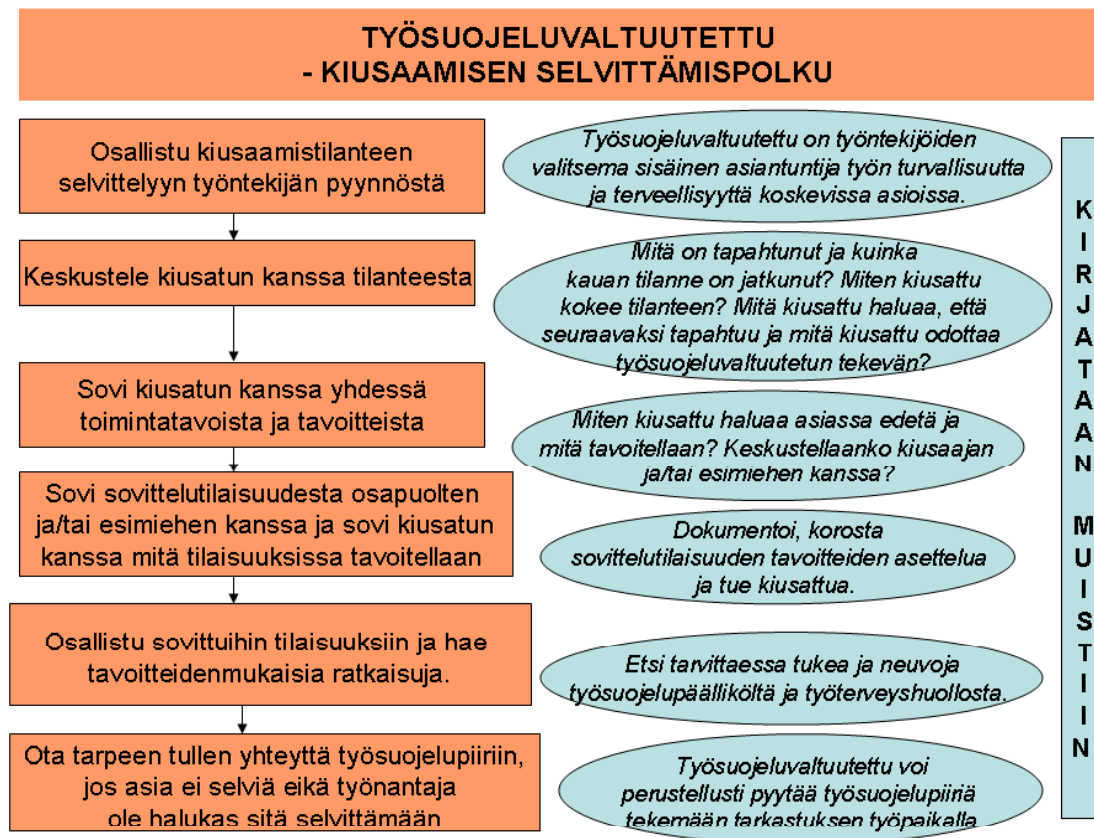 TYÖSUOJELUVALTUUTETTU
- KIUSAAMISEN SELVITTÄMISPOLKU
Osallistu kiusaamistilanteen
selvittelyyn työntekijän pyynnöstä
Työsuojeluvaltuutettu on työntekijöiden
valitsema sisäinen asiantuntija työn turvallisuutta
ja terveellisyyttä koskevissa asioissa.
Keskustele kiusatun kanssa tilanteesta
Mitä on tapahtunut ja kuinka
kauan tilanne on jatkunut? Miten kiusattu
kokee tilanteen? Mitä kiusattu haluaa, että
seuraavaksi tapahtuu ja mitä kiusattu odottaa
työsuojeluvaltuutetun tekevän?
Sovi kiusatun kanssa yhdessä
toimintatavoista ja tavoitteista
Miten kiusattu haluaa asiassa edetä ja
mitä tavoitellaan? Keskustellaanko kiusaajan
ja/tai esimiehen kanssa?
Sovi sovittelutilaisuudesta osapuolten
ja/tai esimiehen kanssa ja sovi kiusatun
kanssa mitä tilaisuuksissa tavoitellaan
Dokumentoi, korosta
sovittelutilaisuuden tavoitteiden asettelua
ja tue kiusattua.
Osallistu sovittuihin tilaisuuksiin ja hae
tavoitteidenmukaisia ratkaisuja.
Etsi tarvittaessa tukea ja neuvoja
työsuojelupäälliköltä ja työterveyshuollosta.
Ota tarpeen tullen yhteyttä työsuojelupiiriin,
jos asia ei selviä eikä työnantaja
ole halukas sitä selvittämään
Työsuojeluvaltuutettu voi
perustellusti pyytää työsuojelupiiriä
tekemään tarkastuksen työpaikalla
KIRJATAAN MUISTIIN